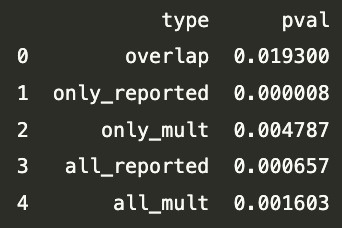 type pval
0 overlap 0.019300
1 only_reported 0.000008
2 only_mult 0.004787
3 all_reported 0.000657
4 all_mult 0.001603